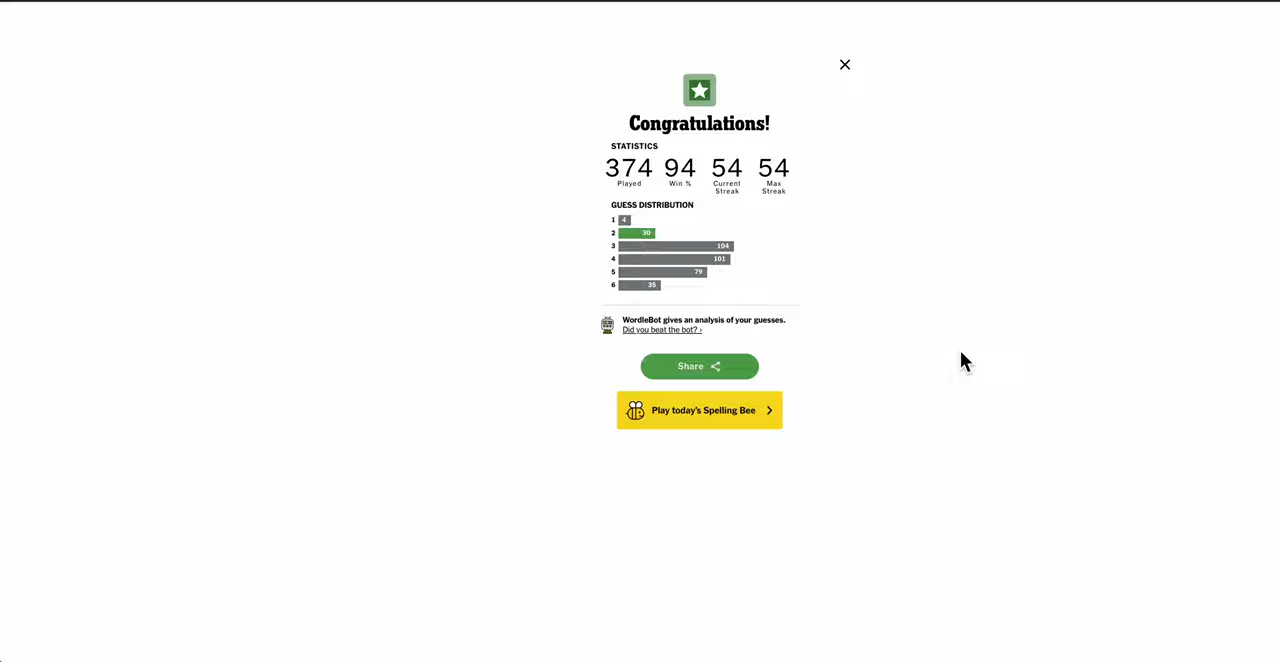 Congratulations!
STATISTICS
374 94 54 54
Played Win % Current Streak Max Streak
GUESS DISTRIBUTION
1 4
2 30
3 104
4 101
5 79
6 35
WordleBot gives an analysis of your guesses.
Did you beat the bot? ›
Share
Play today's Spelling Bee